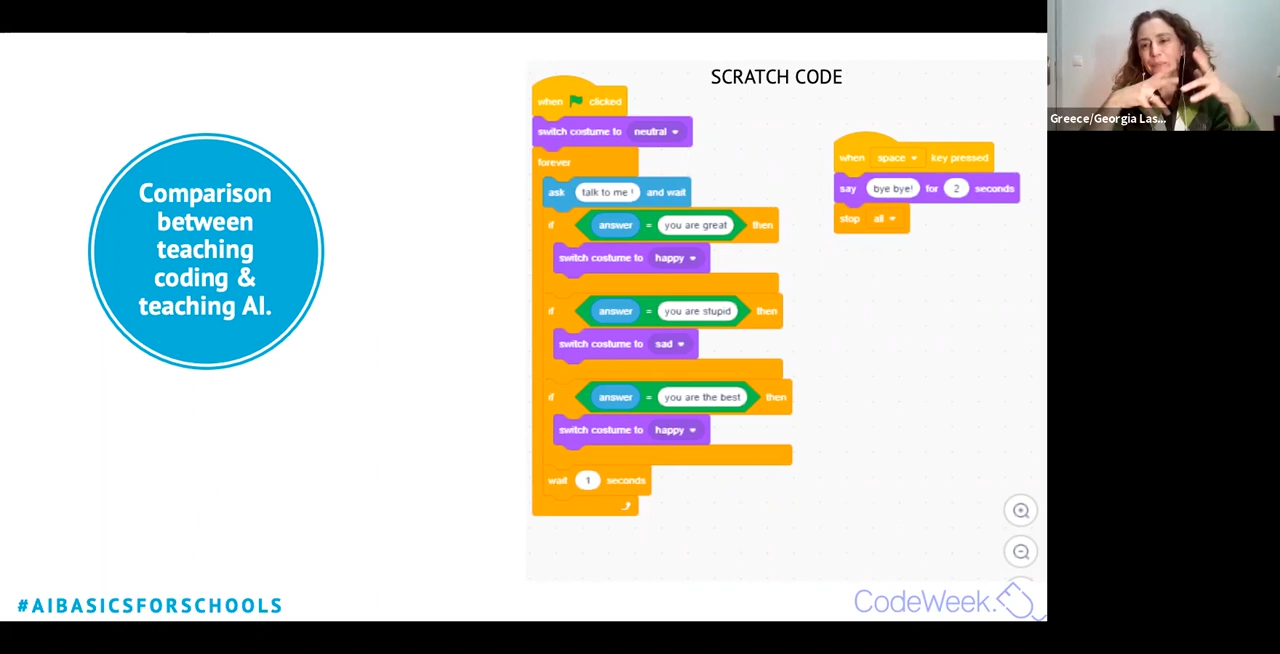 SCRATCH CODE
Comparison
between
teaching
coding &
teaching AI.
when clicked
switch costume to neutral
forever
ask talk to me ! and wait
if answer = you are great then
switch costume to happy
if answer = you are stupid then
switch costume to sad
if answer = you are the best then
switch costume to happy
wait 1 seconds
when space key pressed
say bye bye! for 2 seconds
stop all
#AIBASICSFORSCHOOLS
CodeWeek.
Greece/Georgia Las...